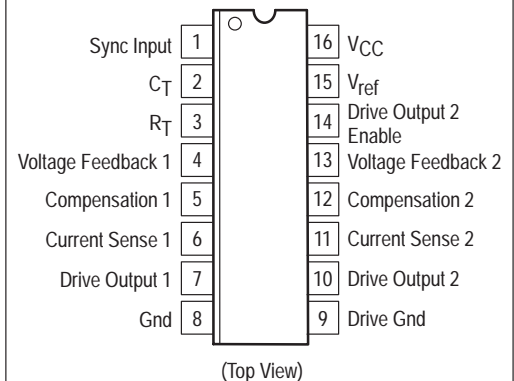 Sync Input 1 16 VCC
CT 2 15 Vref
RT 3 14 Drive Output 2
Enable
Voltage Feedback 1 4 13 Voltage Feedback 2
Compensation 1 5 12 Compensation 2
Current Sense 1 6 11 Current Sense 2
Drive Output 1 7 10 Drive Output 2
Gnd 8 9 Drive Gnd
(Top View)